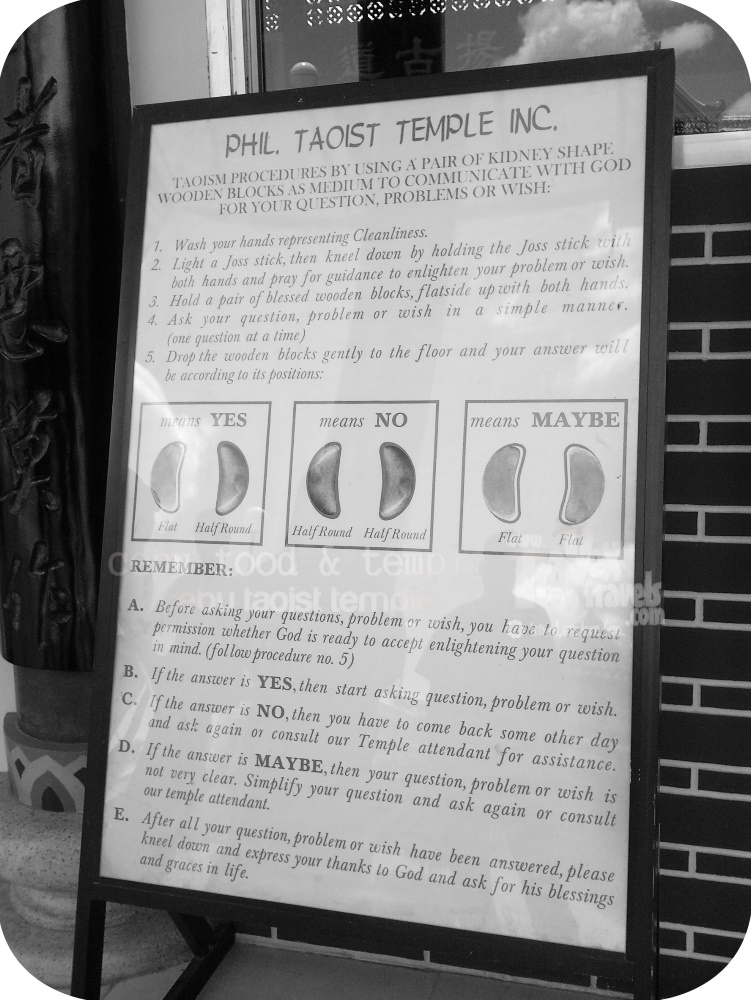 道古揚
PHIL. TAOIST TEMPLE INC.
TAOISM PROCEDURES BY USING A PAIR OF KIDNEY SHAPE
WOODEN BLOCKS AS MEDIUM TO COMMUNICATE WITH GOD
FOR YOUR QUESTION, PROBLEMS OR WISH:
1. Wash your hands representing Cleanliness.
2. Light a Joss stick, then kneel down by holding the Joss stick with
both hands and pray for guidance to enlighten your problem or wish.
3. Hold a pair of blessed wooden blocks, flatside up with both hands.
4. Ask your question, problem or wish in a simple manner.
(one question at a time)
5. Drop the wooden blocks gently to the floor and your answer will
be according to its positions:
means YES
Flat Half Round
means NO
Half Round Half Round
means MAYBE
Flat Flat
REMEMBER:
A. Before asking your questions, problem or wish, you have to request
permission whether God is ready to accept enlightening your question
in mind. (follow procedure no. 5)
B. If the answer is YES, then start asking question, problem or wish.
C. If the answer is NO, then you have to come back some other day
and ask again or consult our Temple attendant for assistance.
D. If the answer is MAYBE, then your question, problem or wish is
not very clear. Simplify your question and ask again or consult
our temple attendant.
E. After all your question, problem or wish have been answered, please
kneel down and express your thanks to God and ask for his blessings
and graces in life.
food & temple
taoist temple
travels
.com